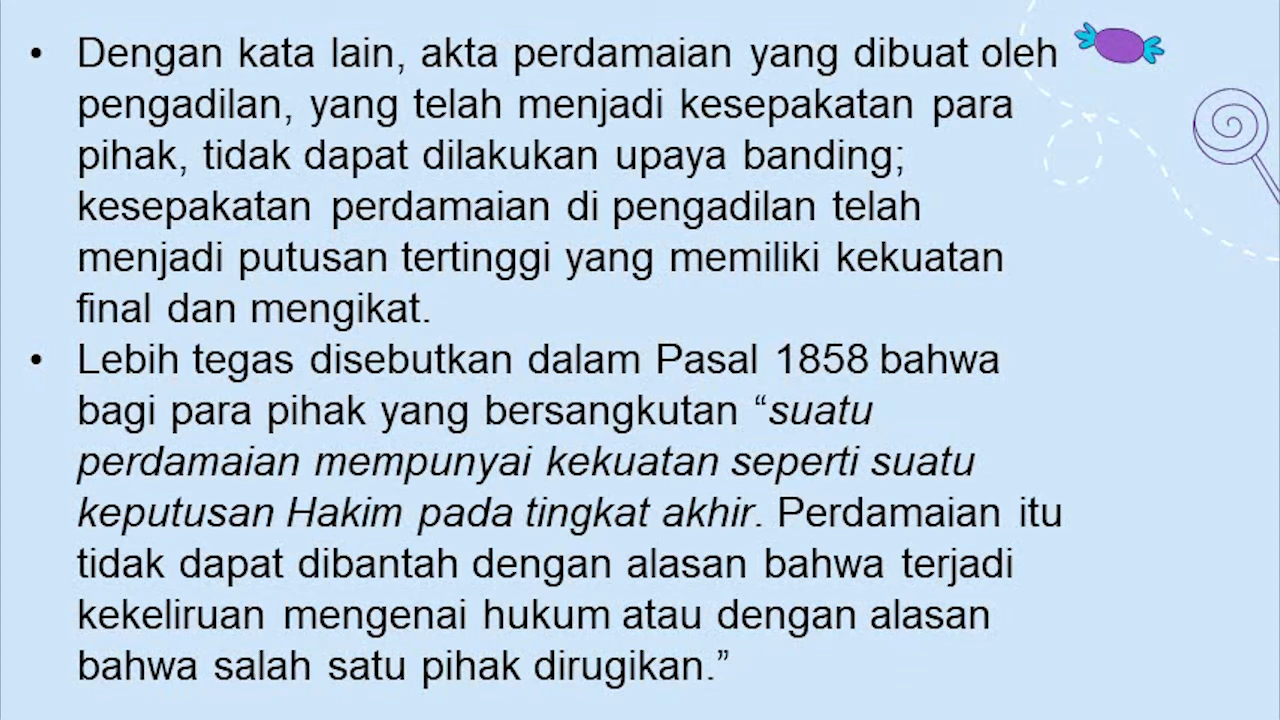 • Dengan kata lain, akta perdamaian yang dibuat oleh
pengadilan, yang telah menjadi kesepakatan para
pihak, tidak dapat dilakukan upaya banding;
kesepakatan perdamaian di pengadilan telah
menjadi putusan tertinggi yang memiliki kekuatan
final dan mengikat.
• Lebih tegas disebutkan dalam Pasal 1858 bahwa
bagi para pihak yang bersangkutan “suatu
perdamaian mempunyai kekuatan seperti suatu
keputusan Hakim pada tingkat akhir. Perdamaian itu
tidak dapat dibantah dengan alasan bahwa terjadi
kekeliruan mengenai hukum atau dengan alasan
bahwa salah satu pihak dirugikan.”